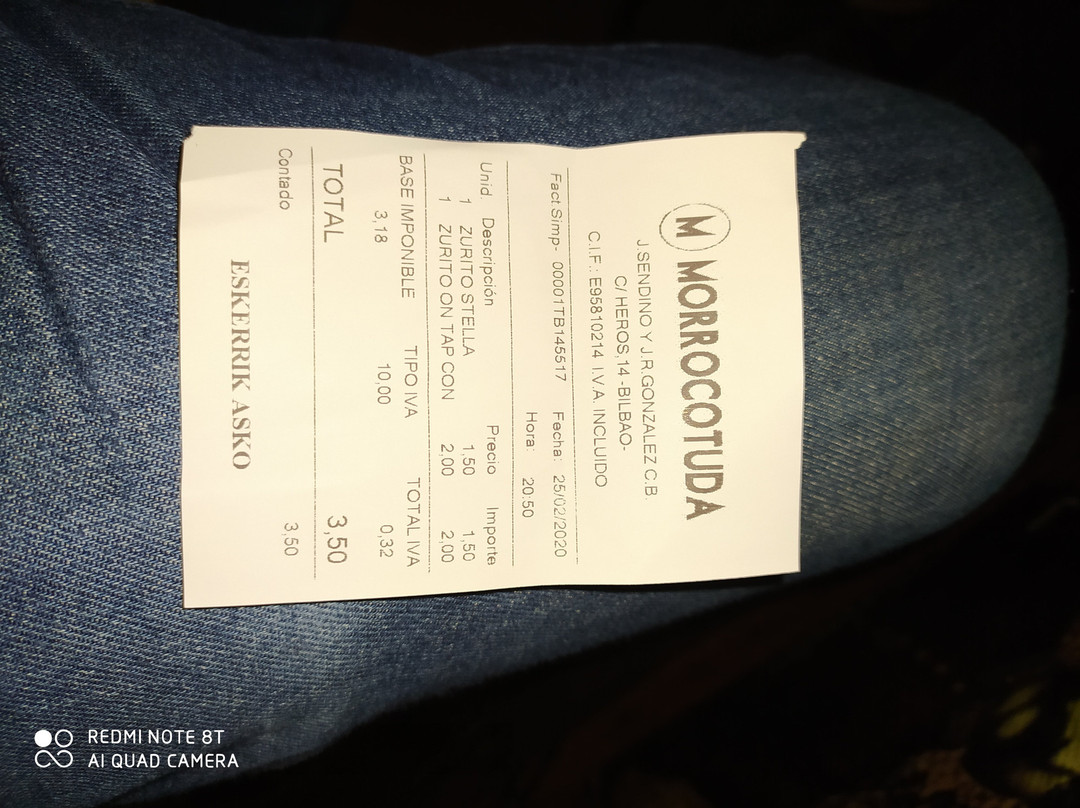 M MORROCOTUDA
J.SENDINO Y J.R.GONZALEZ C.B.
C/ HEROS,14 -BILBAO-
C.I.F.: E95810214 I.V.A. INCLUIDO
Fact.Simp- 00001TB145517 Fecha: 25/02/2020
Hora: 20:50
Unid. Descripción Precio Importe
1 ZURITO STELLA 1,50 1,50
1 ZURITO ON TAP CON 2,00 2,00
BASE IMPONIBLE TIPO IVA TOTAL IVA
3,18 10,00 0,32
TOTAL 3,50
Contado 3,50
ESKERRIK ASKO
REDMI NOTE 8T
AI QUAD CAMERA